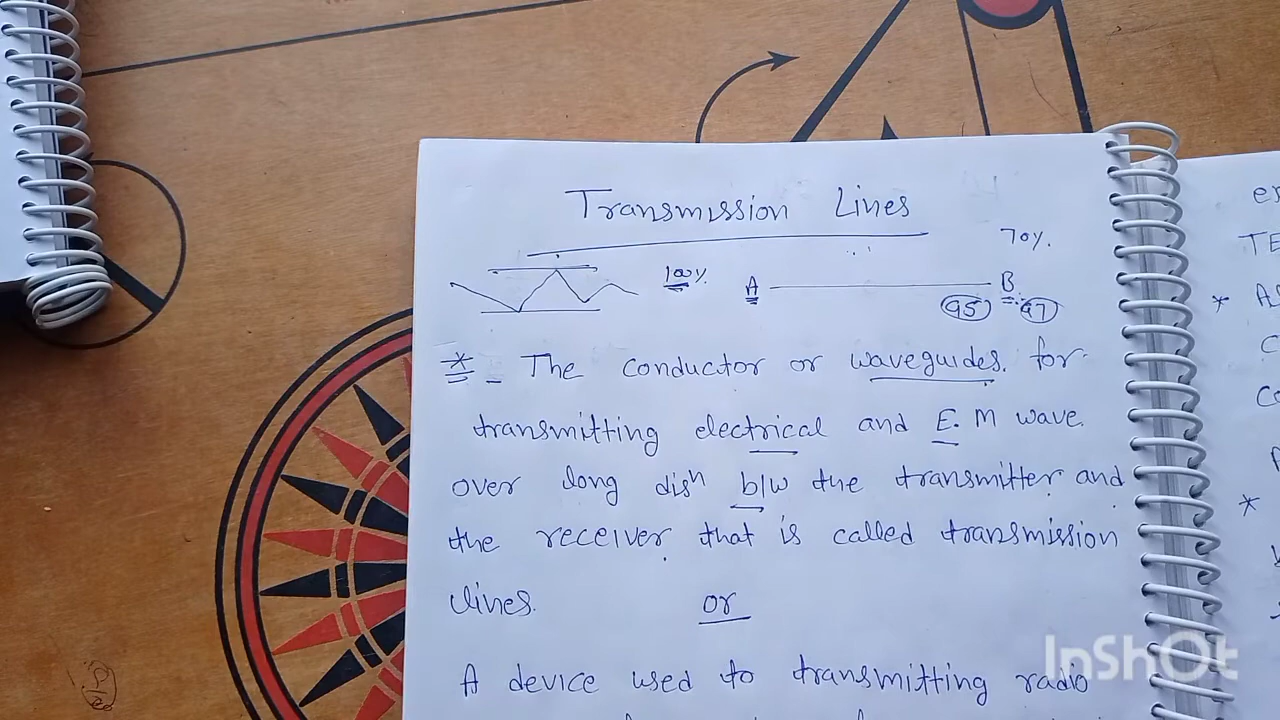 Transmission Lines
70%.
100%. A B
95 97
* - The conductor or waveguides. for
transmitting electrical and E.M wave.
over long disn b/w the transmitter and
the receiver that is called transmission
lines.
or
A device used to transmitting radio
TE
*
*
InShOt